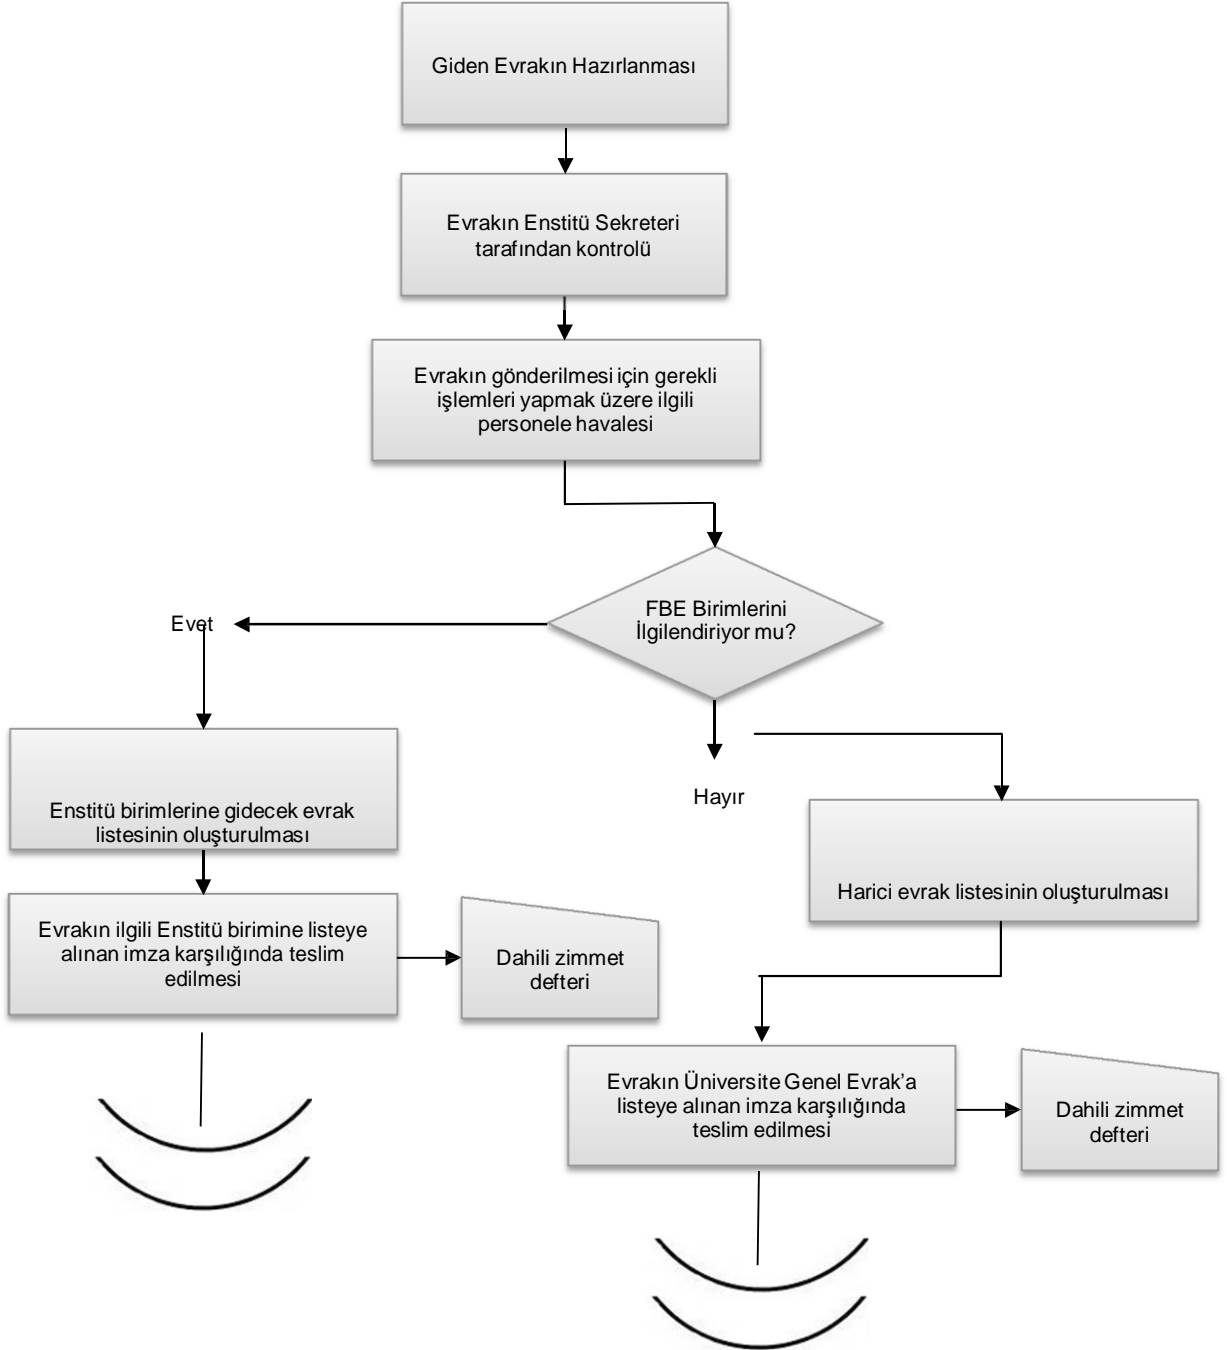 Giden Evrakın Hazırlanması
Evrakın Enstitü Sekreteri
tarafından kontrolü
Evrakın gönderilmesi için gerekli
işlemleri yapmak üzere ilgili
personele havalesi
FBE Birimlerini
İlgilendiriyor mu?
Evet
Hayır
Enstitü birimlerine gidecek evrak
listesinin oluşturulması
Harici evrak listesinin oluşturulması
Evrakın ilgili Enstitü birimine listeye
alınan imza karşılığında teslim
edilmesi
Dahili zimmet
defteri
Evrakın Üniversite Genel Evrak’a
listeye alınan imza karşılığında
teslim edilmesi
Dahili zimmet
defteri